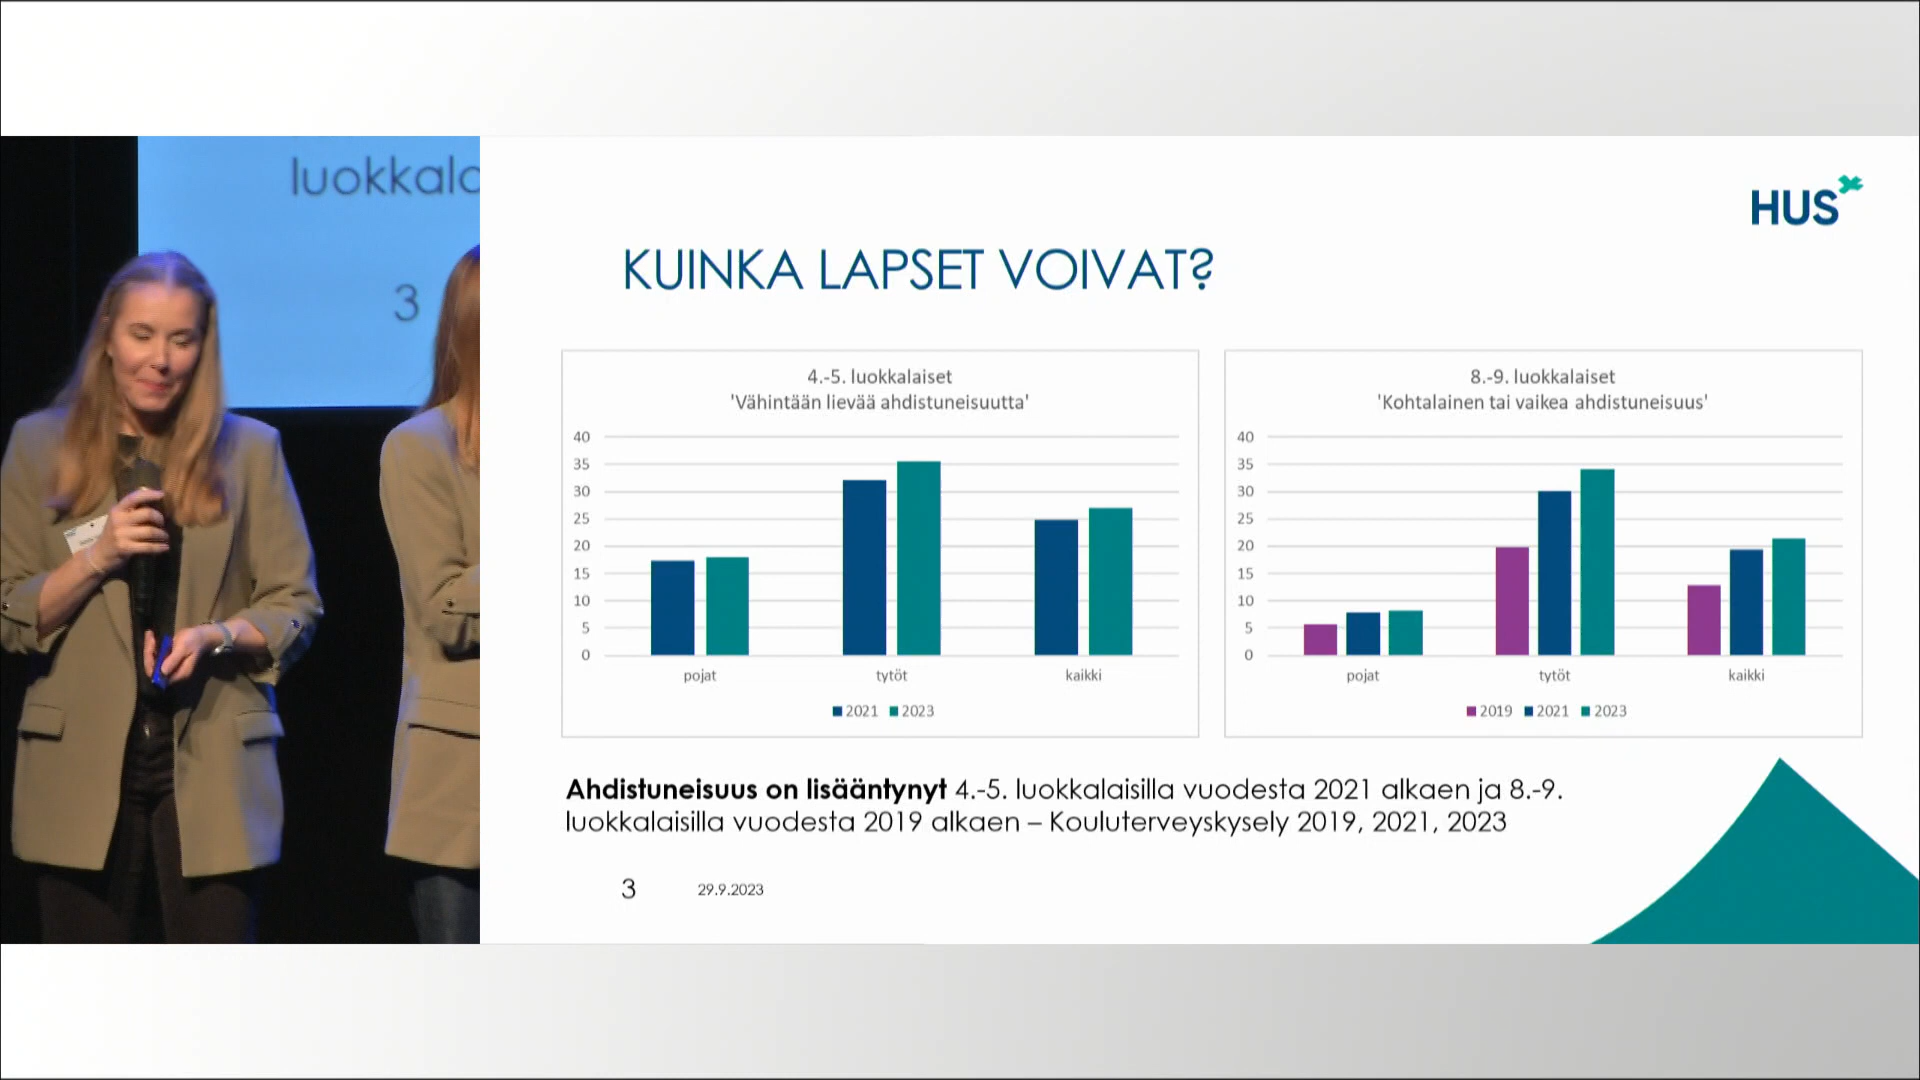 luokkala
3
HUS
KUINKA LAPSET VOIVAT?
4.-5. luokkalaiset
'Vähintään lievää ahdistuneisuutta'
40
35
30
25
20
15
10
5
0
pojat tytöt kaikki
2021 2023
8.-9. luokkalaiset
'Kohtalainen tai vaikea ahdistuneisuus'
40
35
30
25
20
15
10
5
0
pojat tytöt kaikki
2019 2021 2023
Ahdistuneisuus on lisääntynyt 4.-5. luokkalaisilla vuodesta 2021 alkaen ja 8.-9.
luokkalaisilla vuodesta 2019 alkaen – Kouluterveyskysely 2019, 2021, 2023
3 29.9.2023